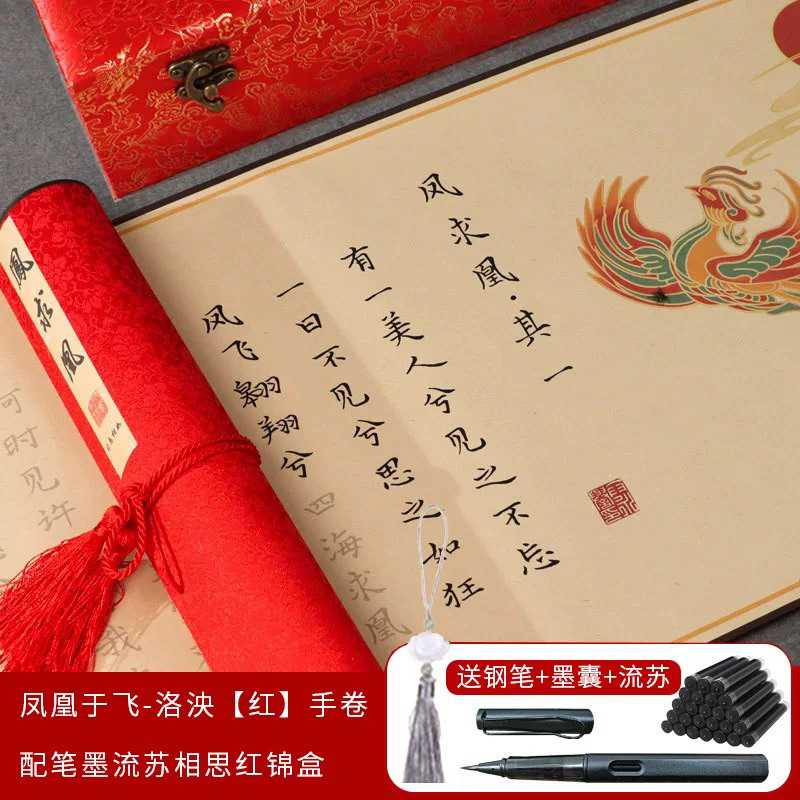 凤求凰·其一
有一美人兮见之不忘
一日不见兮思之如狂
凤飞翱翔兮
四海求凰
鳳求凰
何时见许
我
送钢笔+墨囊+流苏
凤凰于飞-洛泱【红】手卷
配笔墨流苏相思红锦盒